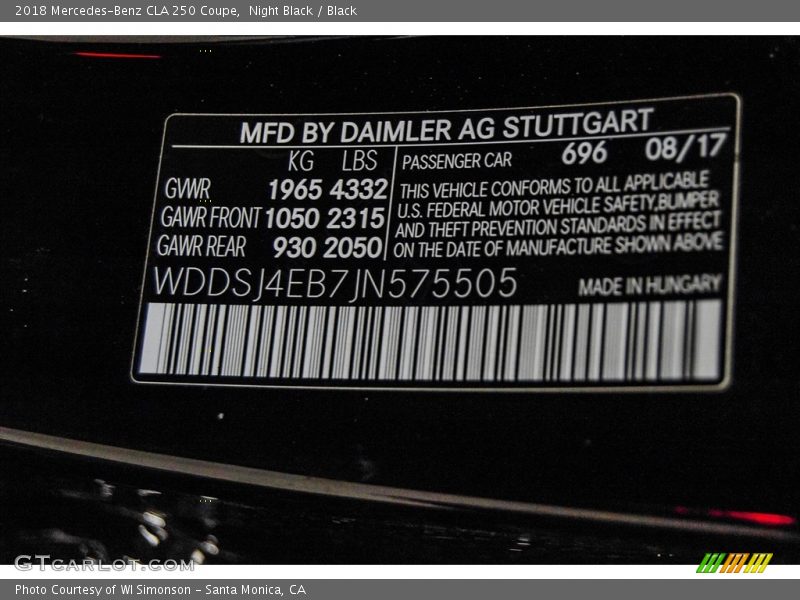 2018 Mercedes-Benz CLA 250 Coupe, Night Black / Black
MFD BY DAIMLER AG STUTTGART
KG LBS
GVWR 1965 4332
GAWR FRONT 1050 2315
GAWR REAR 930 2050
PASSENGER CAR 696 08/17
THIS VEHICLE CONFORMS TO ALL APPLICABLE
U.S. FEDERAL MOTOR VEHICLE SAFETY,BUMPER
AND THEFT PREVENTION STANDARDS IN EFFECT
ON THE DATE OF MANUFACTURE SHOWN ABOVE
WDDSJ4EB7JN575505 MADE IN HUNGARY
GTcarlot.com
Photo Courtesy of WI Simonson - Santa Monica, CA